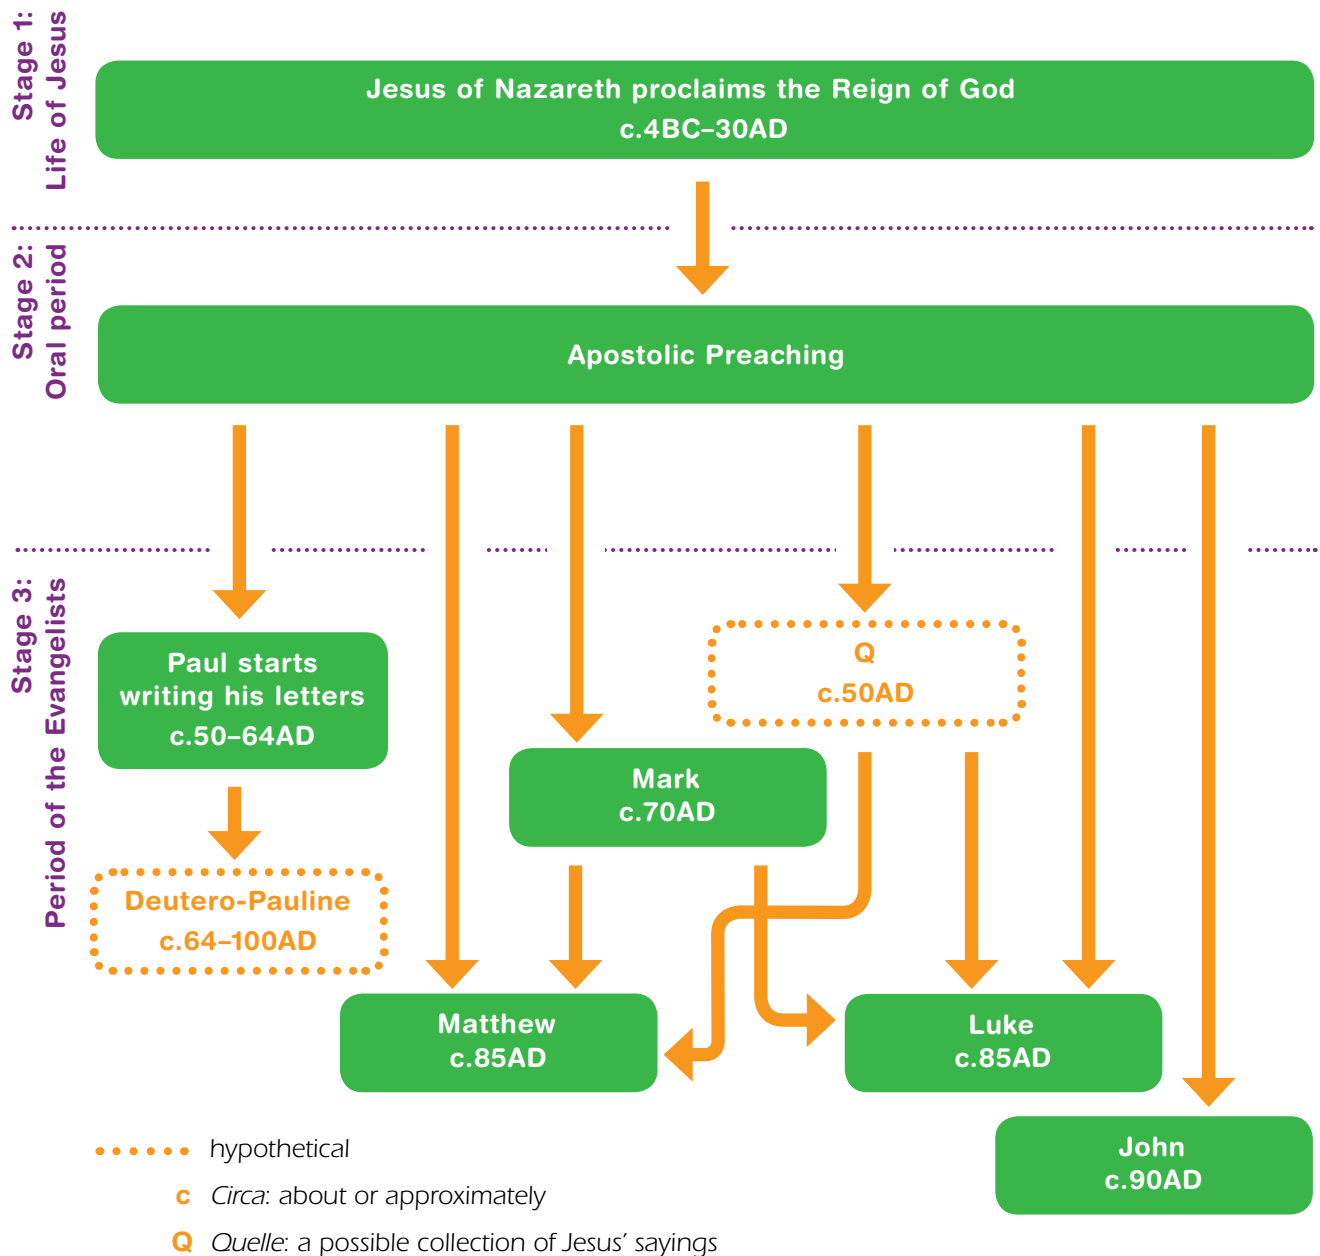 Stage 1:
Life of Jesus
Jesus of Nazareth proclaims the Reign of God
c.4BC–30AD
Stage 2:
Oral period
Apostolic Preaching
Stage 3:
Period of the Evangelists
Paul starts
writing his letters
c.50–64AD
Q
c.50AD
Mark
c.70AD
Deutero-Pauline
c.64–100AD
Matthew
c.85AD
Luke
c.85AD
John
c.90AD
hypothetical
c Circa: about or approximately
Q Quelle: a possible collection of Jesus’ sayings